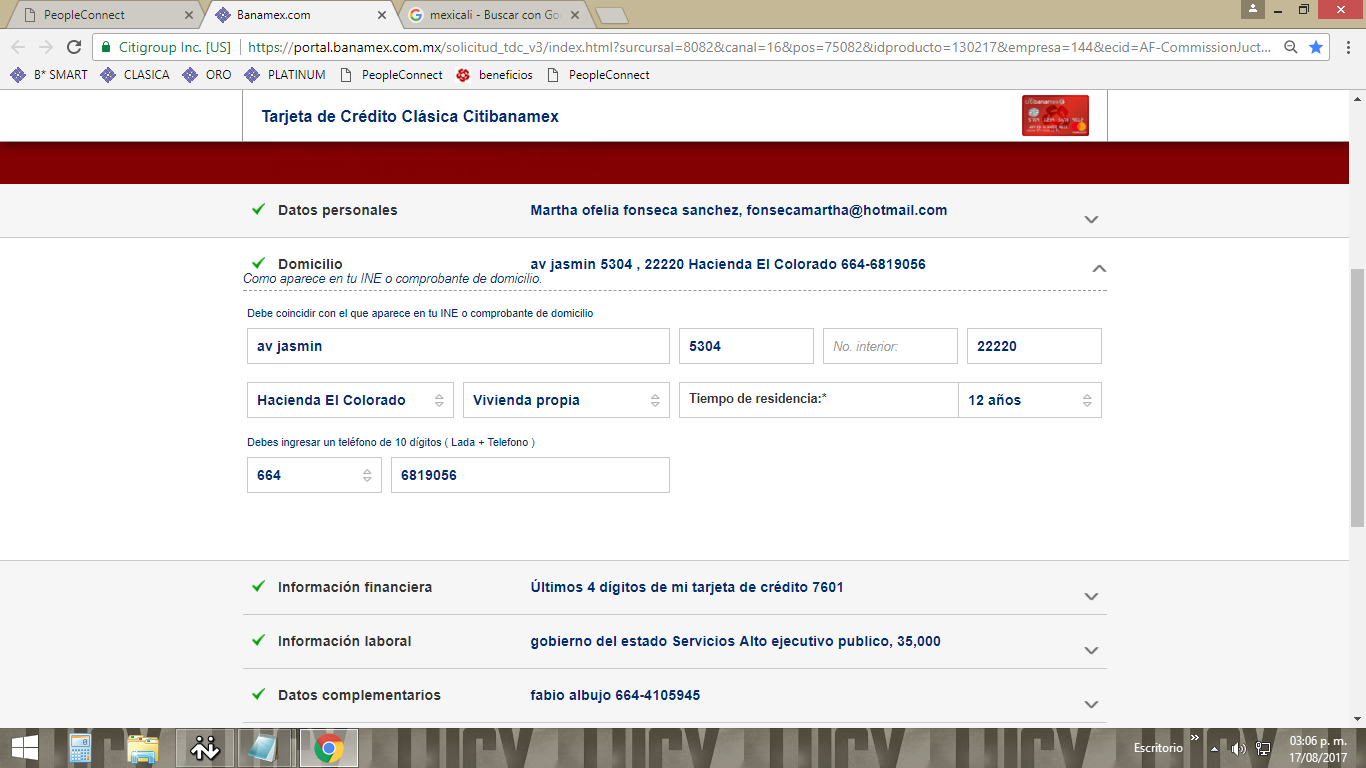 PeopleConnect
Banamex.com
mexicali - Buscar con Go
Citigroup Inc. [US] https://portal.banamex.com.mx/solicitud_tdc_v3/index.html?surcursal=8082&canal=16&pos=75082&idproducto=130217&empresa=144&ecid=AF-CommissionJuct...
B* SMART CLASICA ORO PLATINUM PeopleConnect beneficios PeopleConnect
Tarjeta de Crédito Clásica Citibanamex
citibanamex
Datos personales Martha ofelia fonseca sanchez, fonsecamartha@hotmail.com
Domicilio av jasmin 5304 , 22220 Hacienda El Colorado 664-6819056
Como aparece en tu INE o comprobante de domicilio.
Debe coincidir con el que aparece en tu INE o comprobante de domicilio
av jasmin 5304 No. interior: 22220
Hacienda El Colorado Vivienda propia Tiempo de residencia:* 12 años
Debes ingresar un teléfono de 10 dígitos ( Lada + Telefono )
664 6819056
Información financiera Últimos 4 dígitos de mi tarjeta de crédito 7601
Información laboral gobierno del estado Servicios Alto ejecutivo publico, 35,000
Datos complementarios fabio albujo 664-4105945
LUCY LUCY LUCY
Escritorio » 03:06 p. m.
17/08/2017